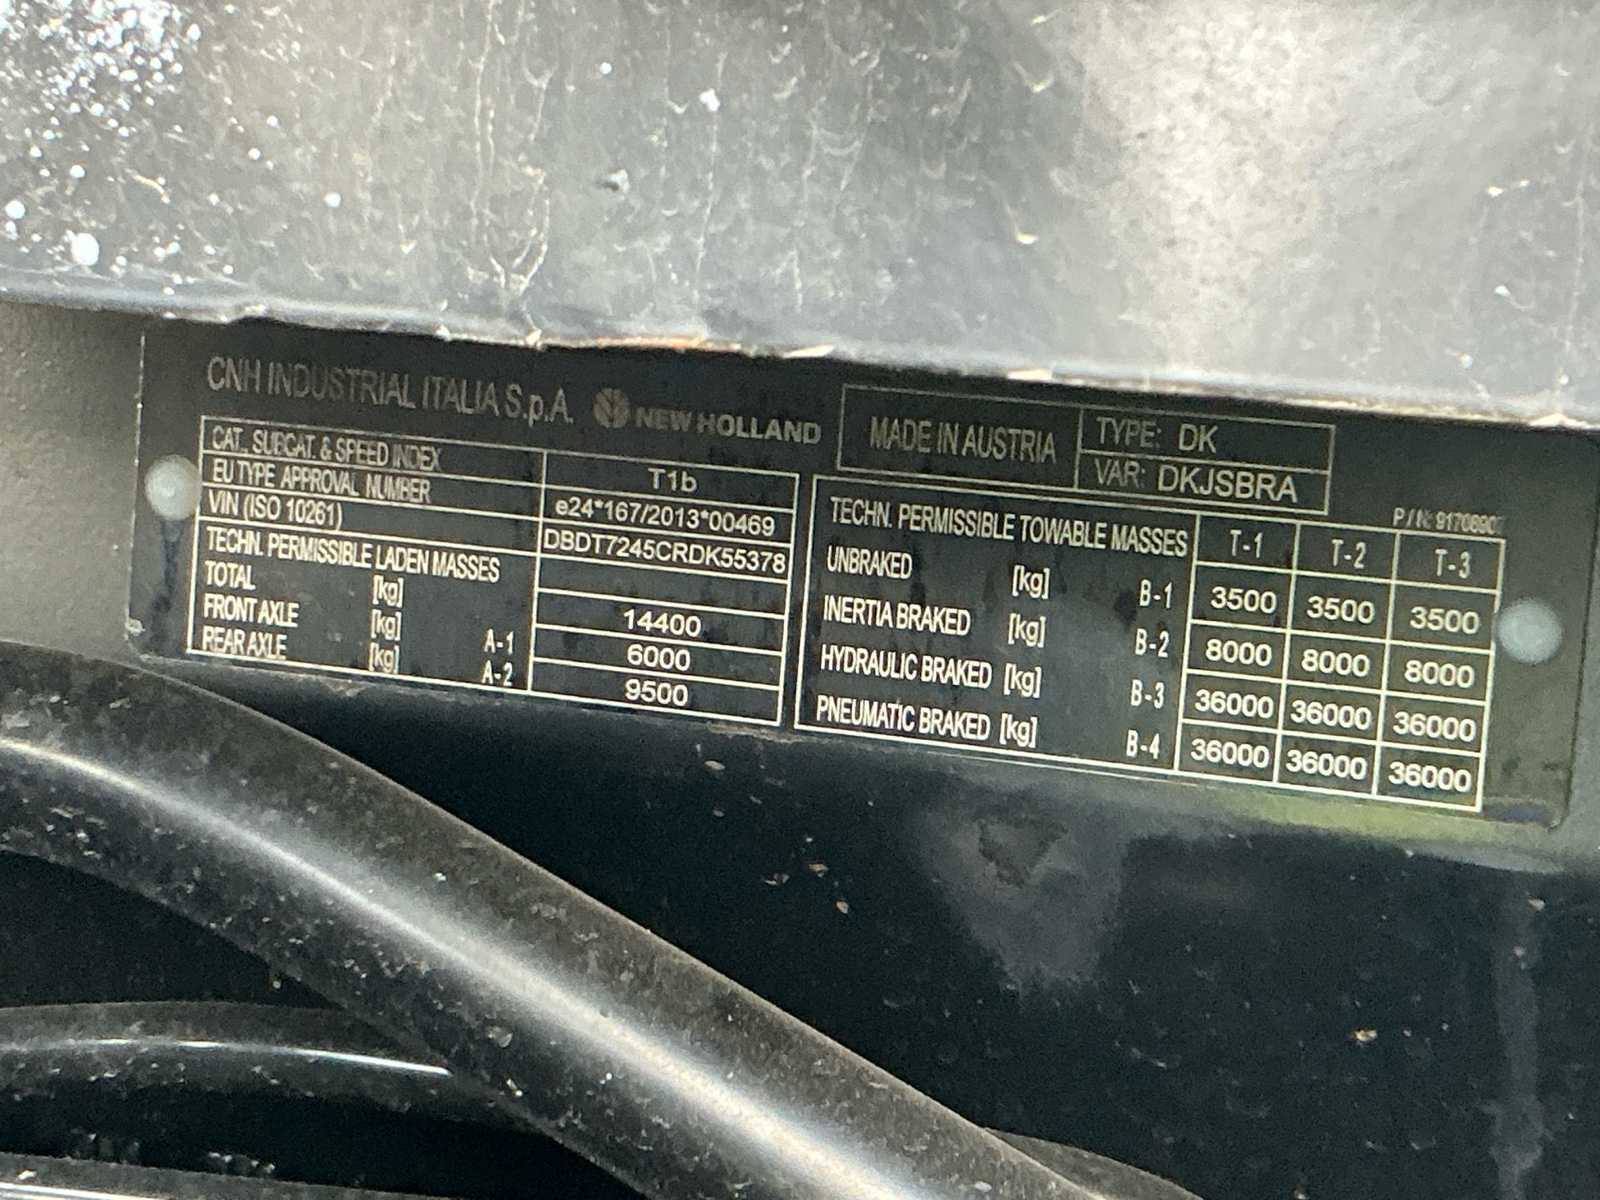 CNH INDUSTRIAL ITALIA S.p.A. NEW HOLLAND
MADE IN AUSTRIA
TYPE: DK
VAR: DKJSBRA
CAT., SUBCAT. & SPEED INDEX T1b
EU TYPE APPROVAL NUMBER e24*167/2013*00469
VIN (ISO 10261) DBDT7245CRDK55378
TECHN. PERMISSIBLE LADEN MASSES
TOTAL [kg] 14400
FRONT AXLE [kg] A-1 6000
REAR AXLE [kg] A-2 9500
P/N:
TECHN. PERMISSIBLE TOWABLE MASSES T-1 T-2 T-3
UNBRAKED [kg] B-1 3500 3500 3500
INERTIA BRAKED [kg] B-2 8000 8000 8000
HYDRAULIC BRAKED [kg] B-3 36000 36000 36000
PNEUMATIC BRAKED [kg] B-4 36000 36000 36000